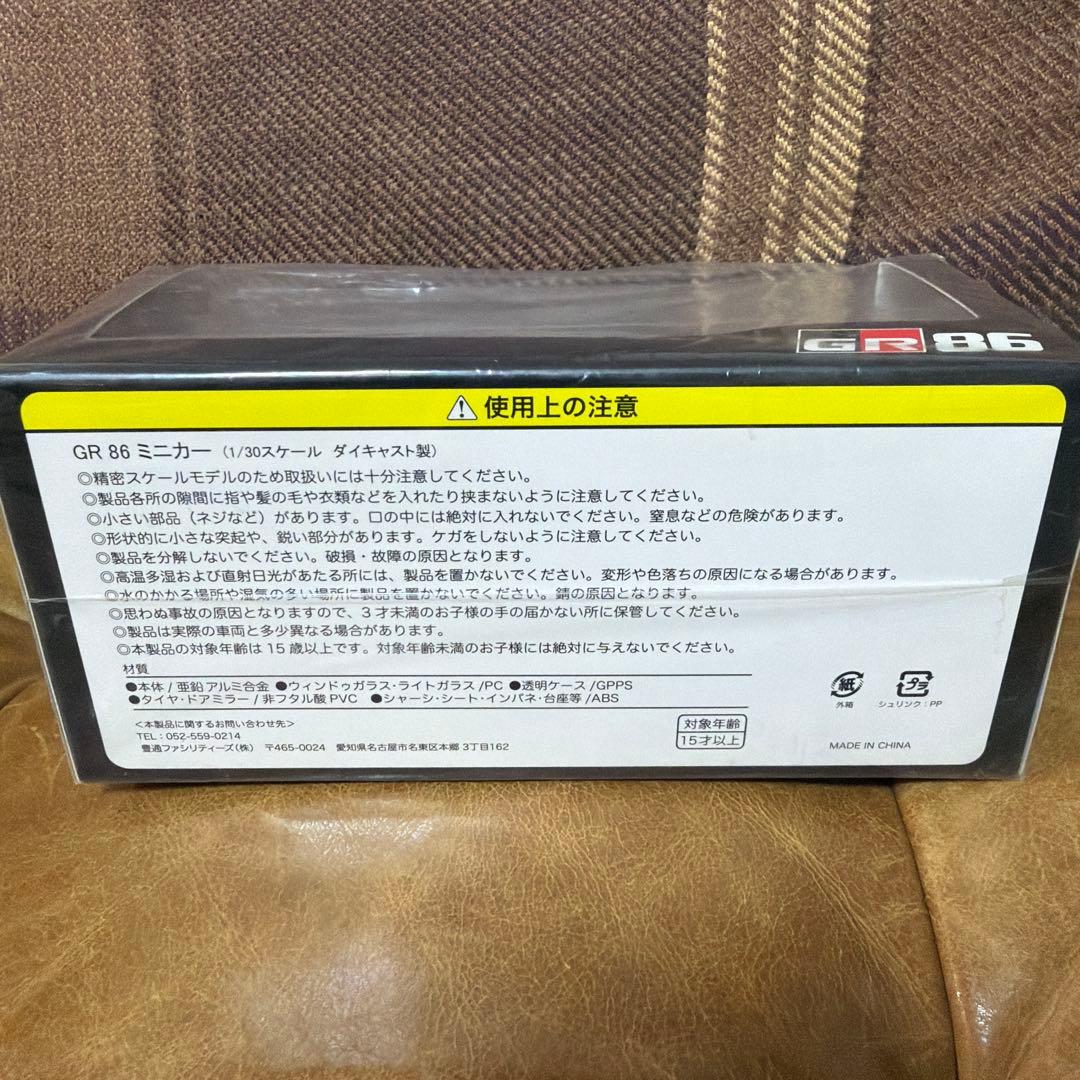 GR 86
使用上の注意
GR 86 ミニカー（1/30スケール ダイキャスト製）
◎精密スケールモデルのため取扱いには十分注意してください。
◎製品各所の隙間に指や髪の毛や衣類などを入れたり挟まないように注意してください。
◎小さい部品（ネジなど）があります。口の中には絶対に入れないでください。窒息などの危険があります。
◎形状的に小さな突起や、鋭い部分があります。ケガをしないように注意してください。
◎製品を分解しないでください。破損・故障の原因となります。
◎高温多湿および直射日光があたる所には、製品を置かないでください。変形や色落ちの原因になる場合があります。
◎水のかかる場所や湿気の多い場所に製品を置かないでください。錆の原因となります。
◎思わぬ事故の原因となりますので、３才未満のお子様の手の届かない所に保管してください。
◎製品は実際の車両と多少異なる場合があります。
◎本製品の対象年齢は15歳以上です。対象年齢未満のお子様には絶対に与えないでください。
材質
●本体/亜鉛アルミ合金 ●ウィンドゥガラス・ライトガラス/PC ●透明ケース/GPPS
●タイヤ・ドアミラー/非フタル酸PVC ●シャーシ・シート・インパネ・台座等/ABS
<本製品に関するお問い合わせ先>
TEL：052-559-0214
豊通ファシリティーズ（株） 〒465-0024 愛知県名古屋市名東区本郷3丁目162
対象年齢
15才以上
紙
外箱
プラ
シュリンク：PP
MADE IN CHINA